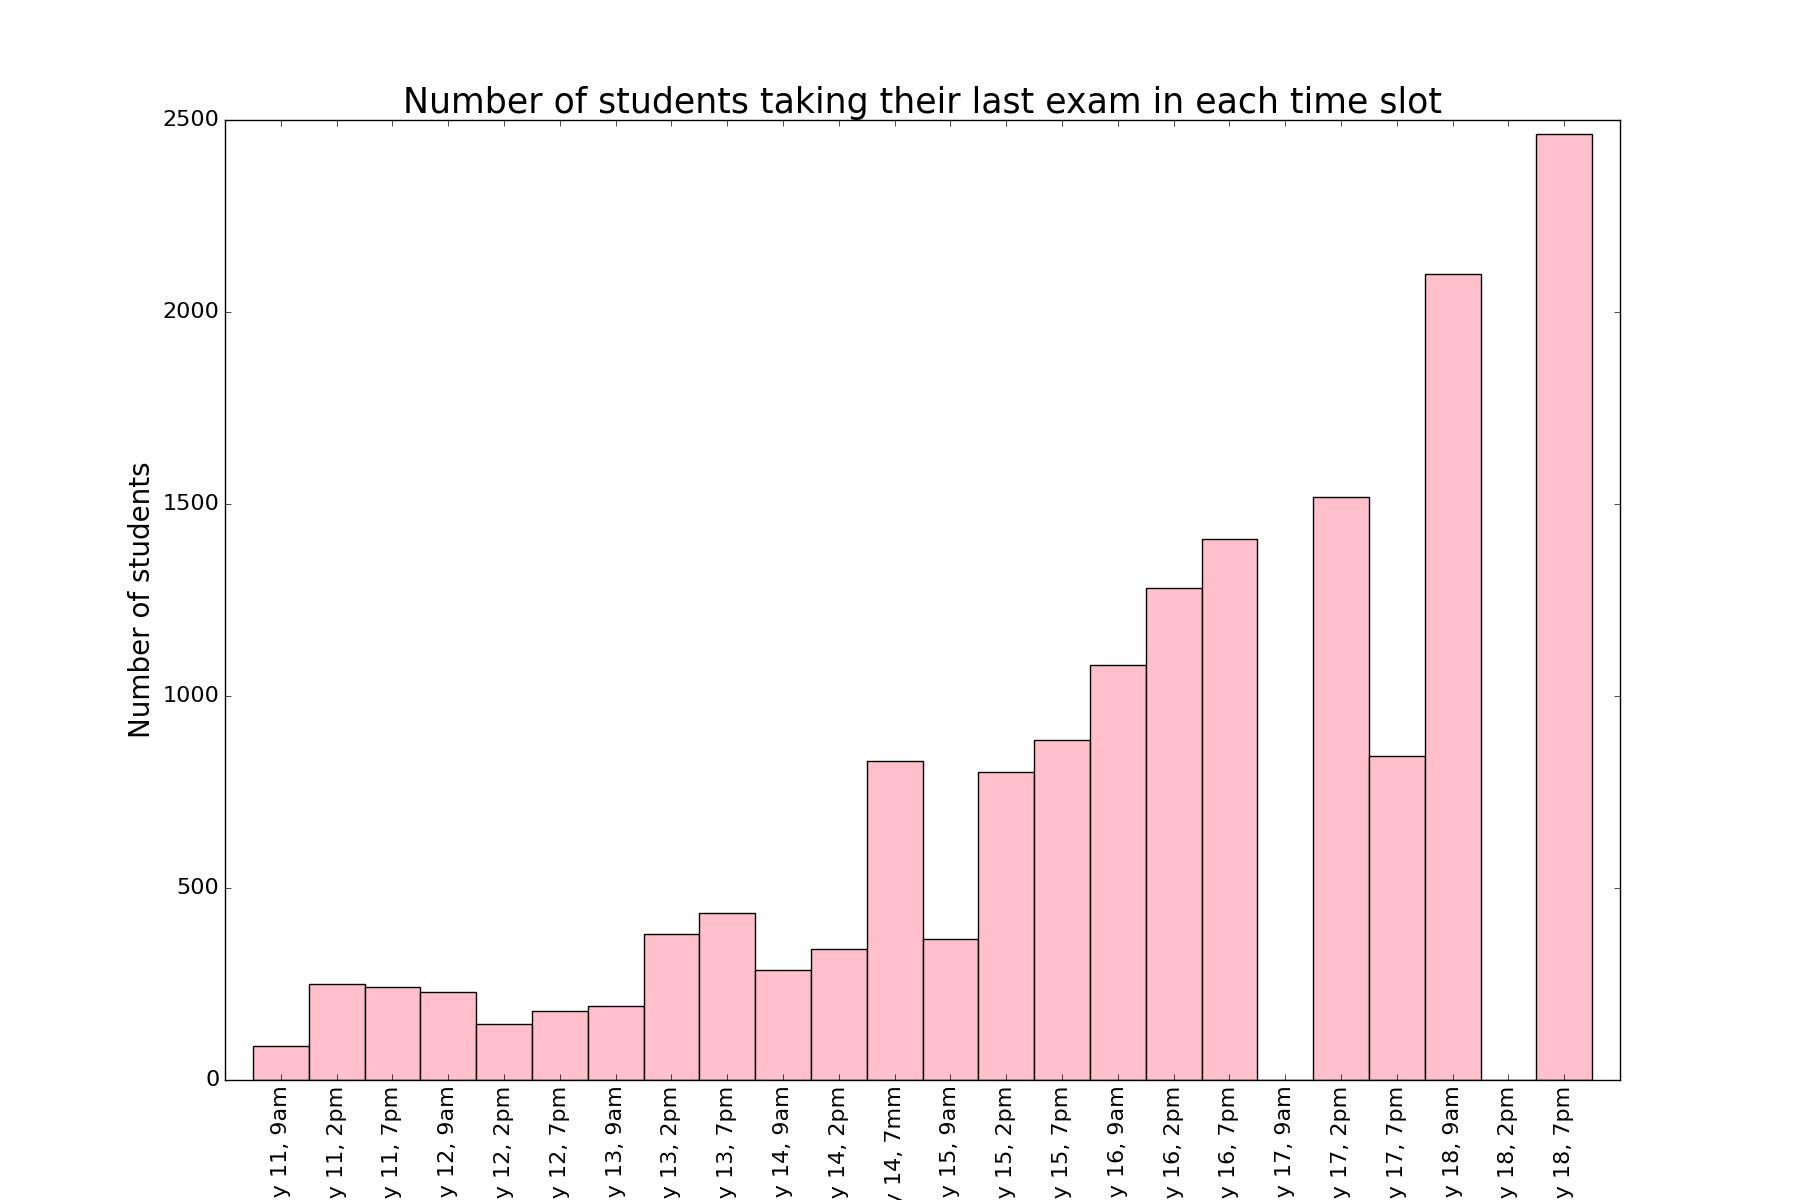 Number of students taking their last exam in each time slot
Number of students
2500
2000
1500
1000
500
0
y 11, 9am
y 11, 2pm
y 11, 7pm
y 12, 9am
y 12, 2pm
y 12, 7pm
y 13, 9am
y 13, 2pm
y 13, 7pm
y 14, 9am
y 14, 2pm
y 14, 7mm
y 15, 9am
y 15, 2pm
y 15, 7pm
y 16, 9am
y 16, 2pm
y 16, 7pm
y 17, 9am
y 17, 2pm
y 17, 7pm
y 18, 9am
y 18, 2pm
y 18, 7pm